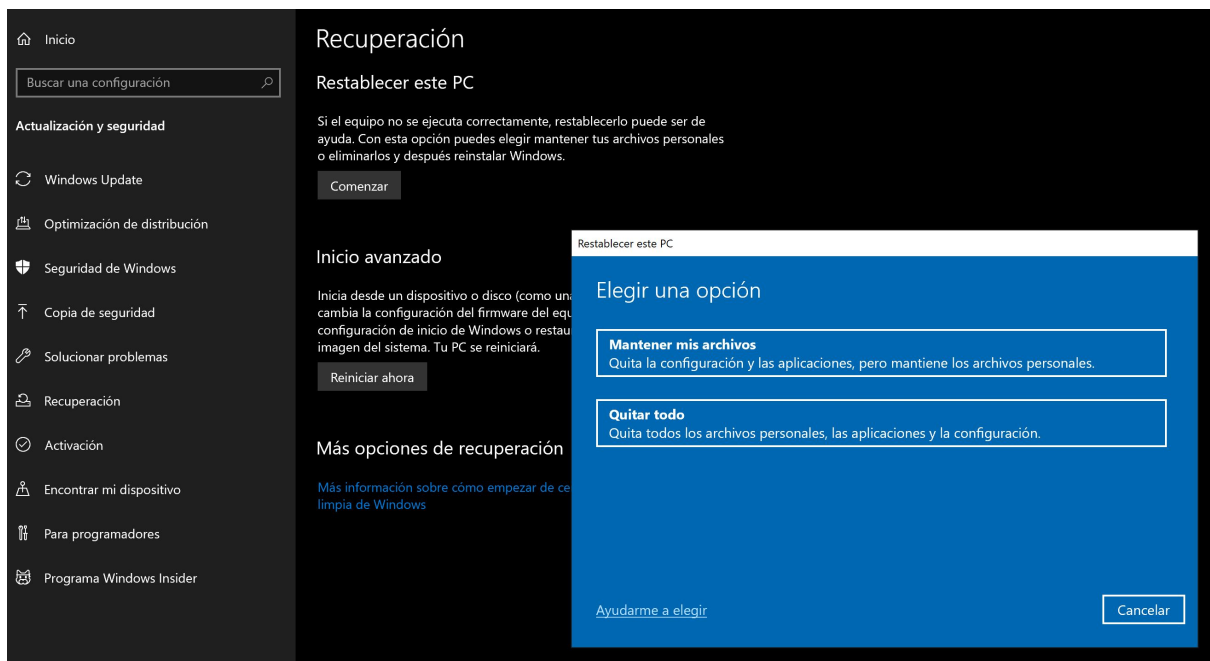 Inicio
Buscar una configuración
Actualización y seguridad
Windows Update
Optimización de distribución
Seguridad de Windows
Copia de seguridad
Solucionar problemas
Recuperación
Activación
Encontrar mi dispositivo
Para programadores
Programa Windows Insider
Recuperación
Restablecer este PC
Si el equipo no se ejecuta correctamente, restablecerlo puede ser de
ayuda. Con esta opción puedes elegir mantener tus archivos personales
o eliminarlos y después reinstalar Windows.
Comenzar
Inicio avanzado
Inicia desde un dispositivo o disco (como una
cambia la configuración del firmware del equ
configuración de inicio de Windows o restau
imagen del sistema. Tu PC se reiniciará.
Reiniciar ahora
Más opciones de recuperación
Más información sobre cómo empezar de ce
limpia de Windows
Restablecer este PC
Elegir una opción
Mantener mis archivos
Quita la configuración y las aplicaciones, pero mantiene los archivos personales.
Quitar todo
Quita todos los archivos personales, las aplicaciones y la configuración.
Ayudarme a elegir
Cancelar